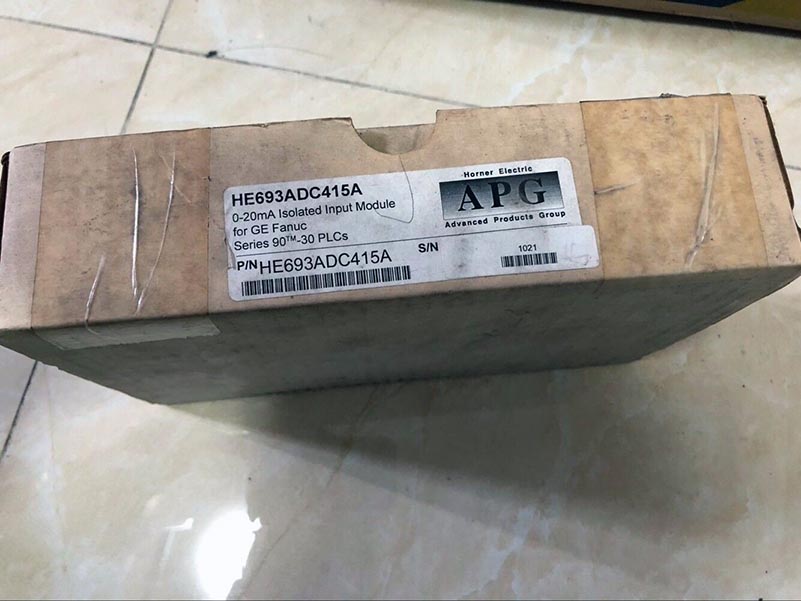 HE693ADC415A
0-20mA Isolated Input Module
for GE Fanuc
Series 90™-30 PLCs
Horner Electric
APG
Advanced Products Group
P/N HE693ADC415A
S/N
1021